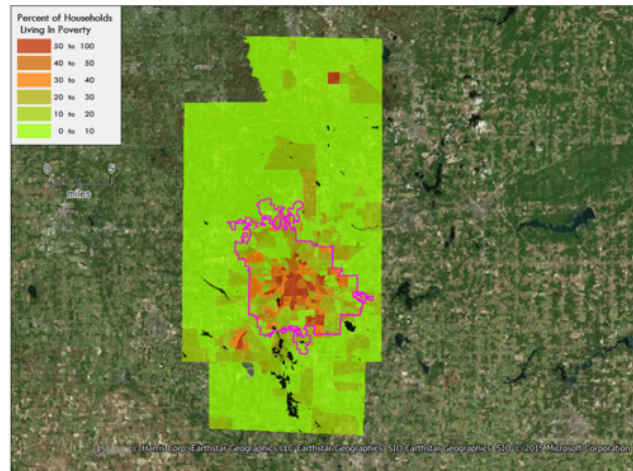 Percent of Households
Living In Poverty
50 to 100
40 to 50
30 to 40
20 to 30
10 to 20
0 to 10
0 5
miles
© Harris Corp, Earthstar Geographics LLC Earthstar Geographics SIO Earthstar Geographics SIO © 2015 Microsoft Corporation